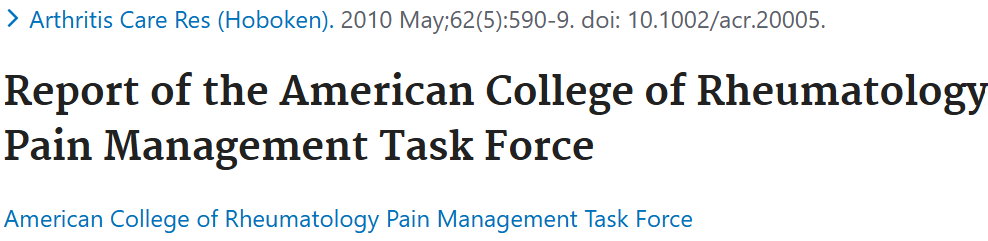 Arthritis Care Res (Hoboken). 2010 May;62(5):590-9. doi: 10.1002/acr.20005.
Report of the American College of Rheumatology
Pain Management Task Force
American College of Rheumatology Pain Management Task Force